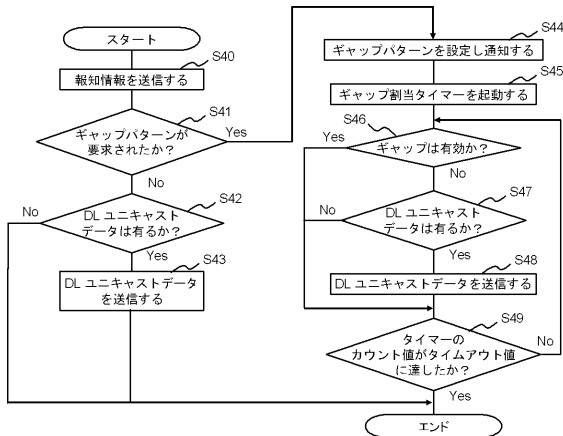 スタート
S40
報知情報を送信する
S41
ギャップパターンが
要求されたか？
Yes
No
S42
DL ユニキャスト
データは有るか？
No
Yes
S43
DL ユニキャストデータ
を送信する
S44
ギャップパターンを設定し通知する
S45
ギャップ割当タイマーを起動する
S46
ギャップは有効か？
Yes
No
S47
DL ユニキャスト
データは有るか？
No
Yes
S48
DL ユニキャストデータを送信する
S49
タイマーの
カウント値がタイムアウト値
に達したか？
No
Yes
エンド